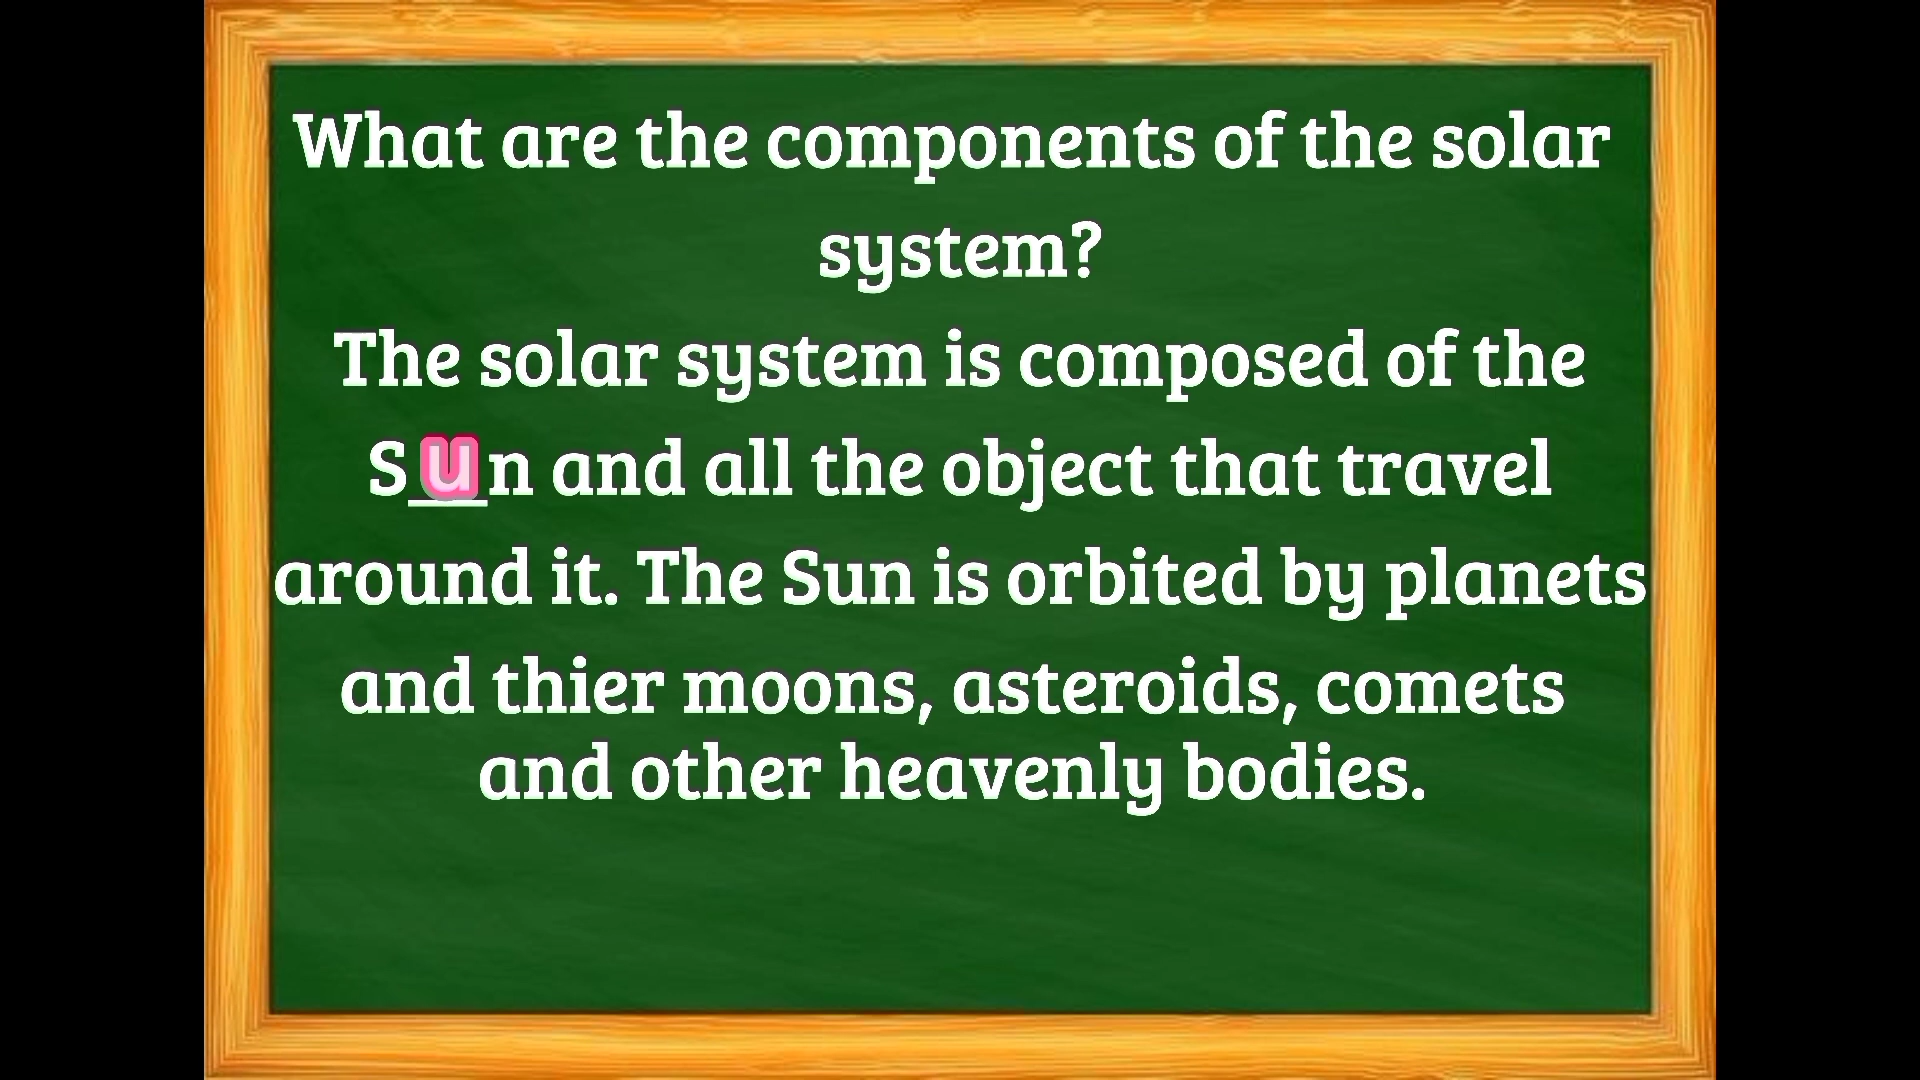 What are the components of the solar
system?
The solar system is composed of the
S_u_n and all the object that travel
around it. The Sun is orbited by planets
and thier moons, asteroids, comets
and other heavenly bodies.